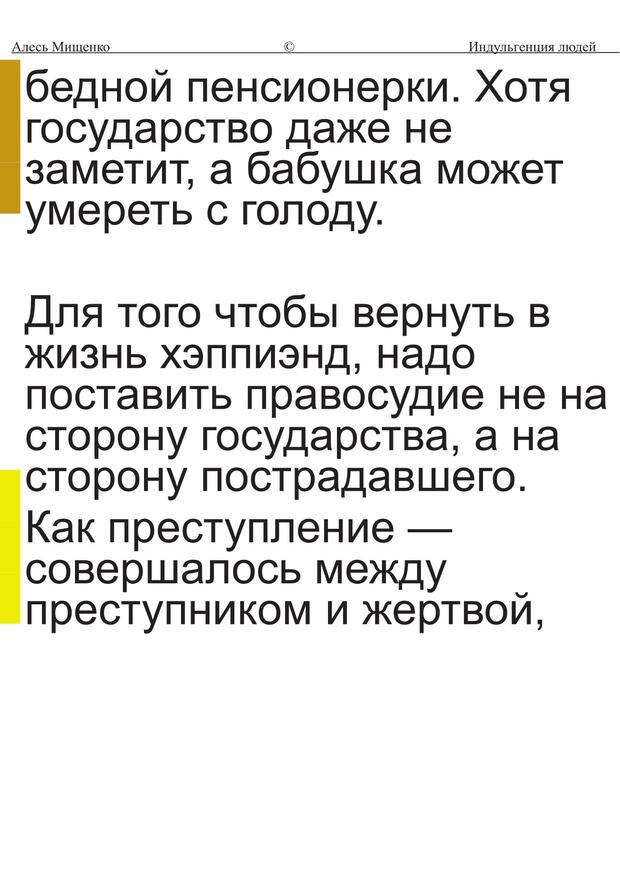 Алесь Мищенко © Индульгенция людей
бедной пенсионерки. Хотя
государство даже не
заметит, а бабушка может
умереть с голоду.
Для того чтобы вернуть в
жизнь хэппиэнд, надо
поставить правосудие не на
сторону государства, а на
сторону пострадавшего.
Как преступление —
совершалось между
преступником и жертвой,